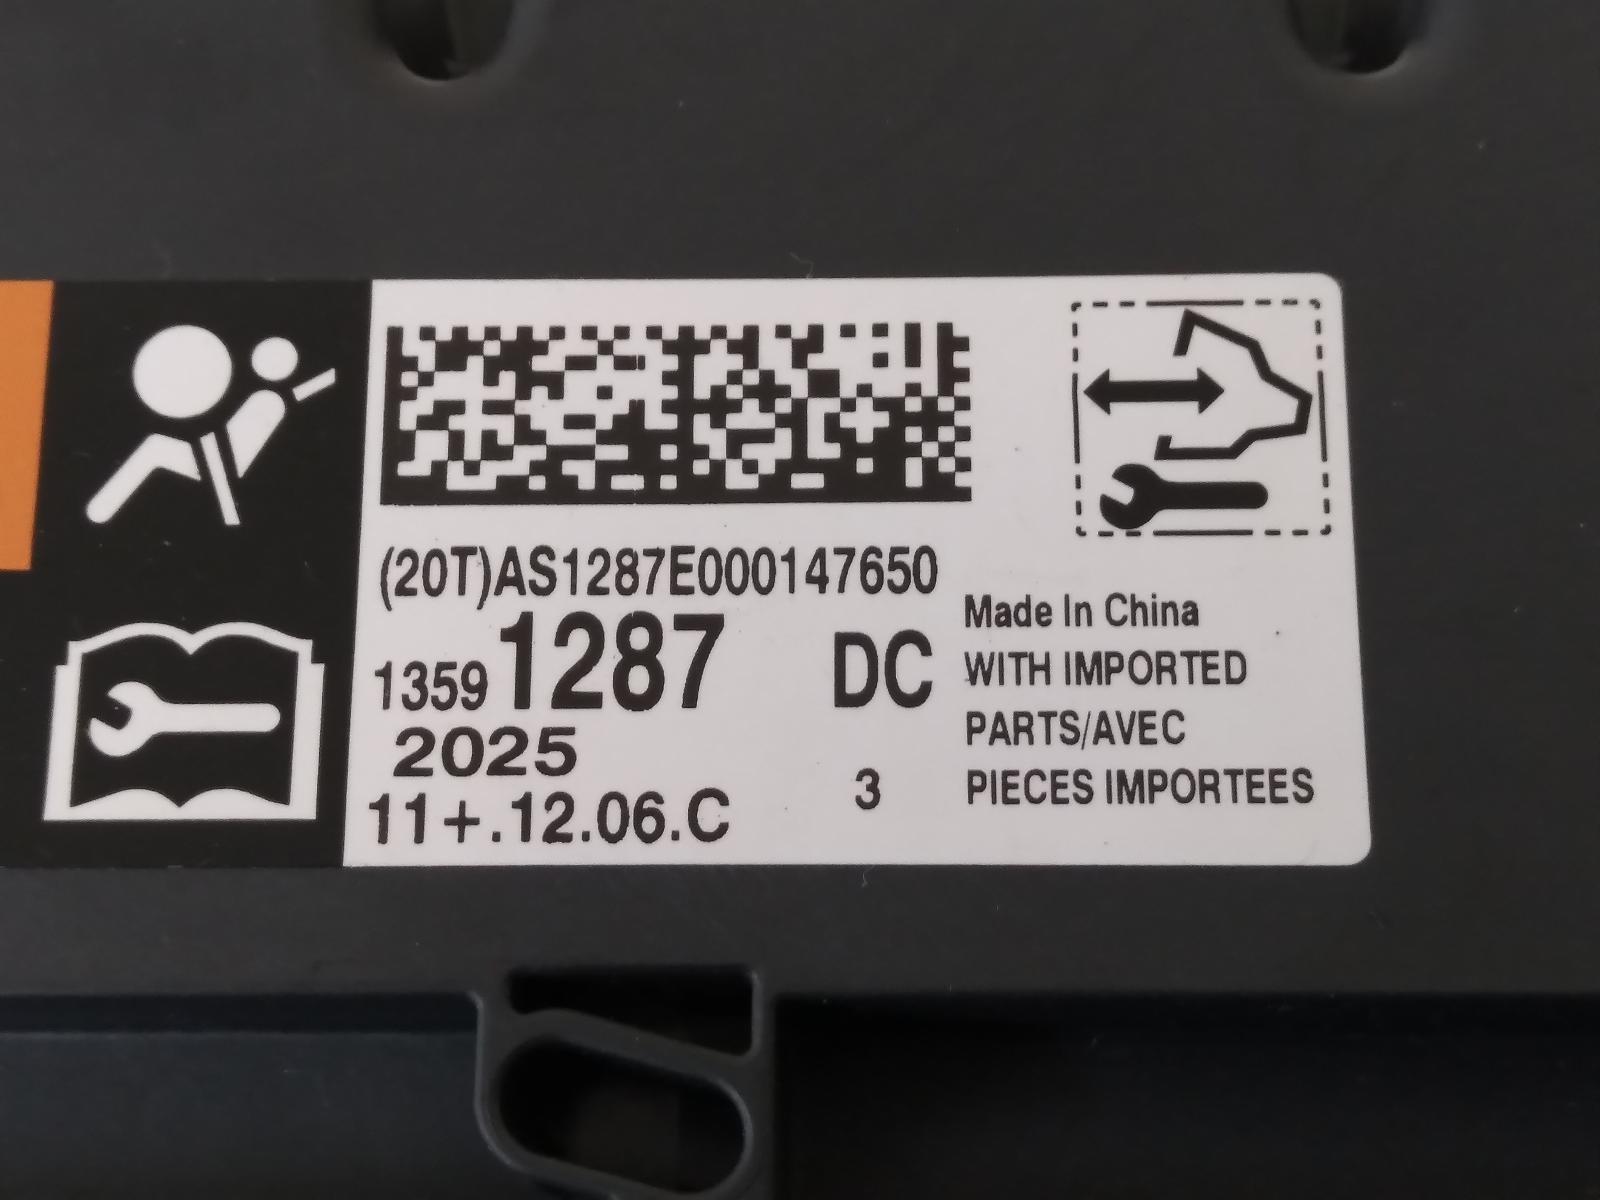 (20T)AS1287E000147650
1359 1287 DC
2025
11+.12.06.C 3
Made In China
WITH IMPORTED
PARTS/AVEC
PIECES IMPORTEES